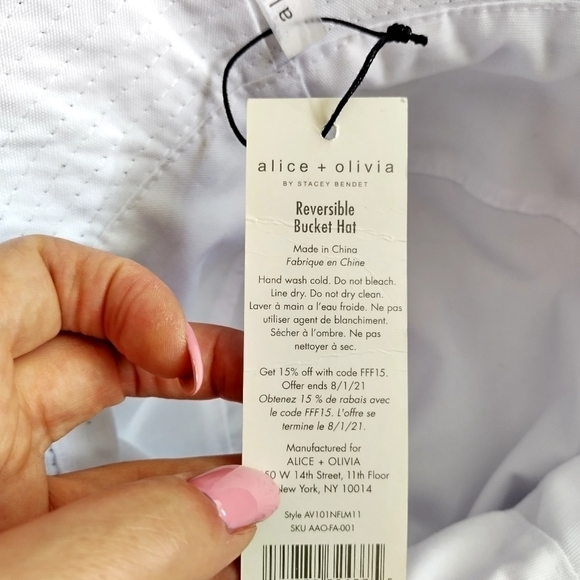 alice + olivia
BY STACEY BENDET
Reversible
Bucket Hat
Made in China
Fabrique en Chine
Hand wash cold. Do not bleach.
Line dry. Do not dry clean.
Laver à main a l'eau froide. Ne pas
utiliser agent de blanchiment.
Sécher à l'ombre. Ne pas
nettoyer à sec.
Get 15% off with code FFF15.
Offer ends 8/1/21
Obtenez 15 % de rabais avec
le code FFF15. L'offre se
termine le 8/1/21.
Manufactured for
ALICE + OLIVIA
50 W 14th Street, 11th Floor
New York, NY 10014
Style AV101NFLM11
SKU AAO-FA-001